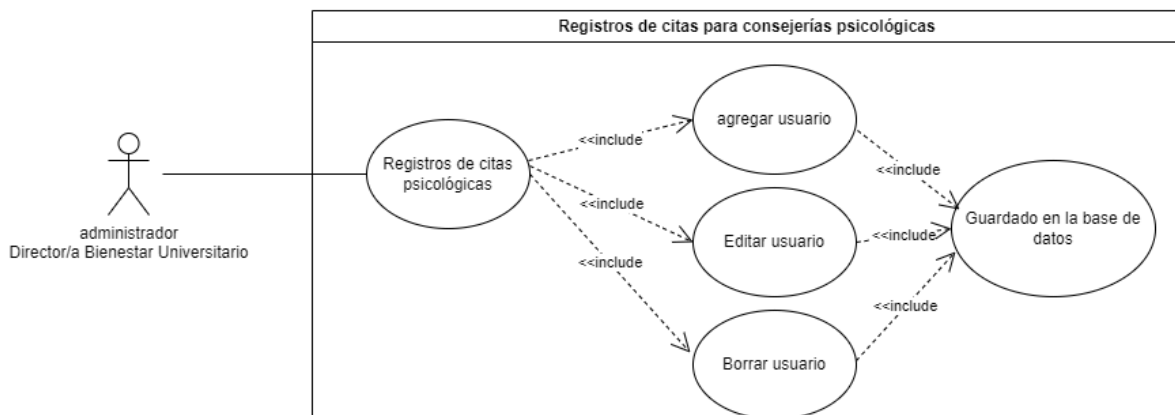 Registros de citas para consejerías psicológicas
agregar usuario
<<include
Registros de citas
psicológicas
<<include
<<include
Editar usuario
<<include
Guardado en la base de
datos
administrador
Director/a Bienestar Universitario
<<include
<<include
Borrar usuario